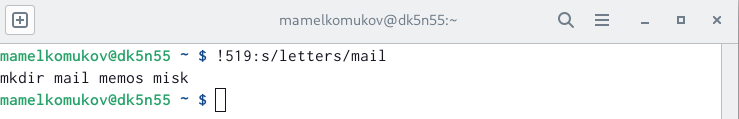 mamelkomukov@dk5n55:~
mamelkomukov@dk5n55 ~ $ !519:s/letters/mail
mkdir mail memos misk
mamelkomukov@dk5n55 ~ $